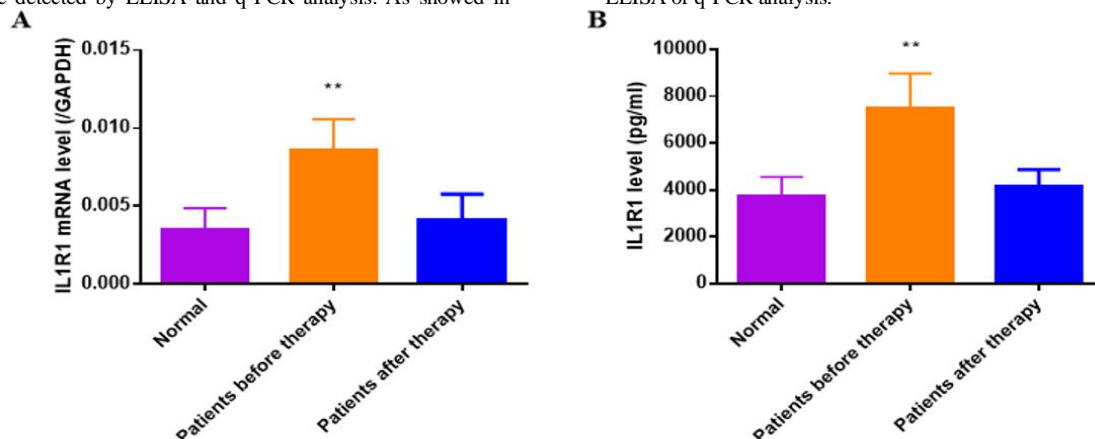 e detected by ELISA and q-PCR analysis. As showed in
ELISA or q-PCR analysis.
A
IL1R1 mRNA level (/GAPDH)
0.015
**
0.010
0.005
0.000
Normal
Patients before therapy
Patients after therapy
B
IL1R1 level (pg/ml)
10000
**
8000
6000
4000
2000
0
Normal
Patients before therapy
Patients after therapy